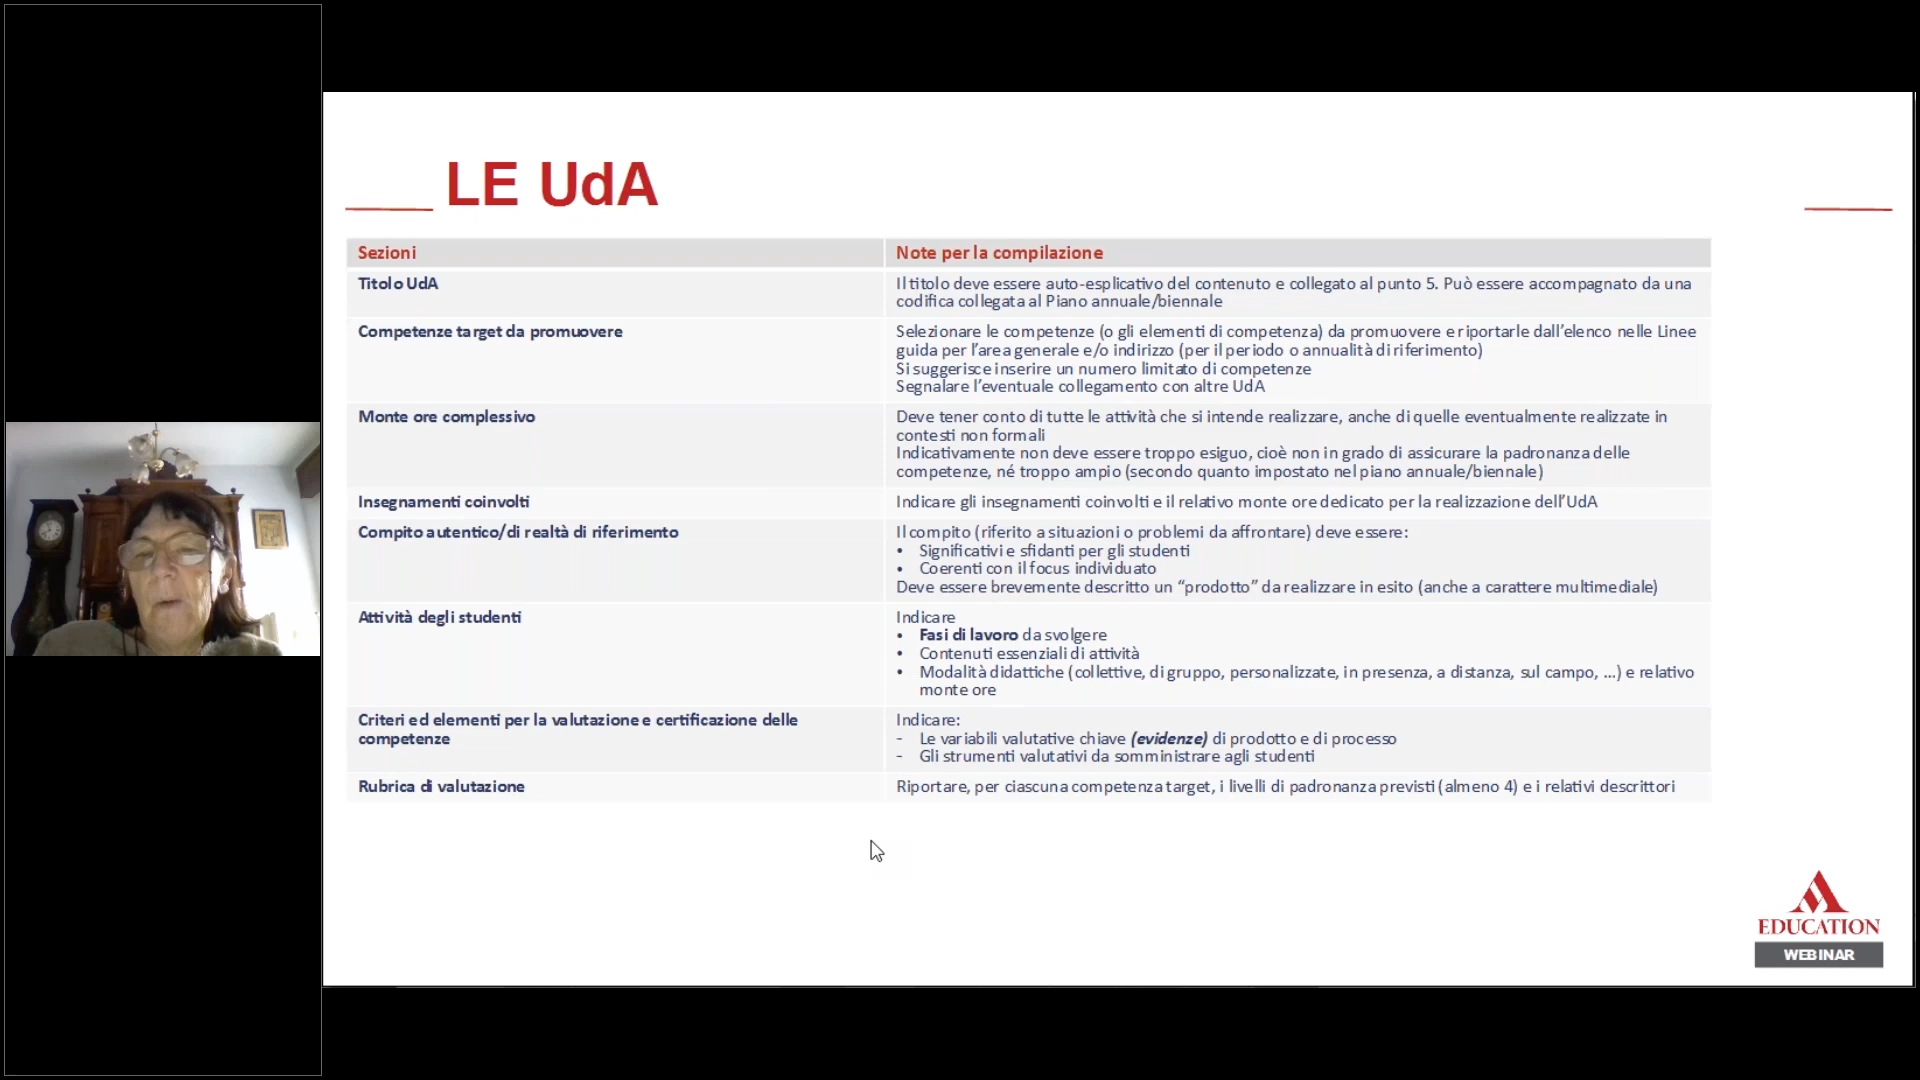 LE UdA
Sezioni
Note per la compilazione
Titolo UdA
Il titolo deve essere auto-esplicativo del contenuto e collegato al punto 5. Può essere accompagnato da una
codifica collegata al Piano annuale/biennale
Competenze target da promuovere
Selezionare le competenze (o gli elementi di competenza) da promuovere e riportarle dall'elenco nelle Linee
guida per l'area generale e/o indirizzo (per il periodo o annualità di riferimento)
Si suggerisce inserire un numero limitato di competenze
Segnalare l'eventuale collegamento con altre UdA
Monte ore complessivo
Deve tener conto di tutte le attività che si intende realizzare, anche di quelle eventualmente realizzate in
contesti non formali
Indicativamente non deve essere troppo esiguo, cioè non in grado di assicurare la padronanza delle
competenze, né troppo ampio (secondo quanto impostato nel piano annuale/biennale)
Insegnamenti coinvolti
Indicare gli insegnamenti coinvolti e il relativo monte ore dedicato per la realizzazione dell'UdA
Compito autentico/di realtà di riferimento
Il compito (riferito a situazioni o problemi da affrontare) deve essere:
• Significativi e sfidanti per gli studenti
• Coerenti con il focus individuato
Deve essere brevemente descritto un "prodotto" da realizzare in esito (anche a carattere multimediale)
Attività degli studenti
Indicare
• Fasi di lavoro da svolgere
• Contenuti essenziali di attività
• Modalità didattiche (collettive, di gruppo, personalizzate, in presenza, a distanza, sul campo, …) e relativo
monte ore
Criteri ed elementi per la valutazione e certificazione delle
competenze
Indicare:
- Le variabili valutative chiave (evidenze) di prodotto e di processo
- Gli strumenti valutativi da somministrare agli studenti
Rubrica di valutazione
Riportare, per ciascuna competenza target, i livelli di padronanza previsti (almeno 4) e i relativi descrittori
EDUCATION
WEBINAR